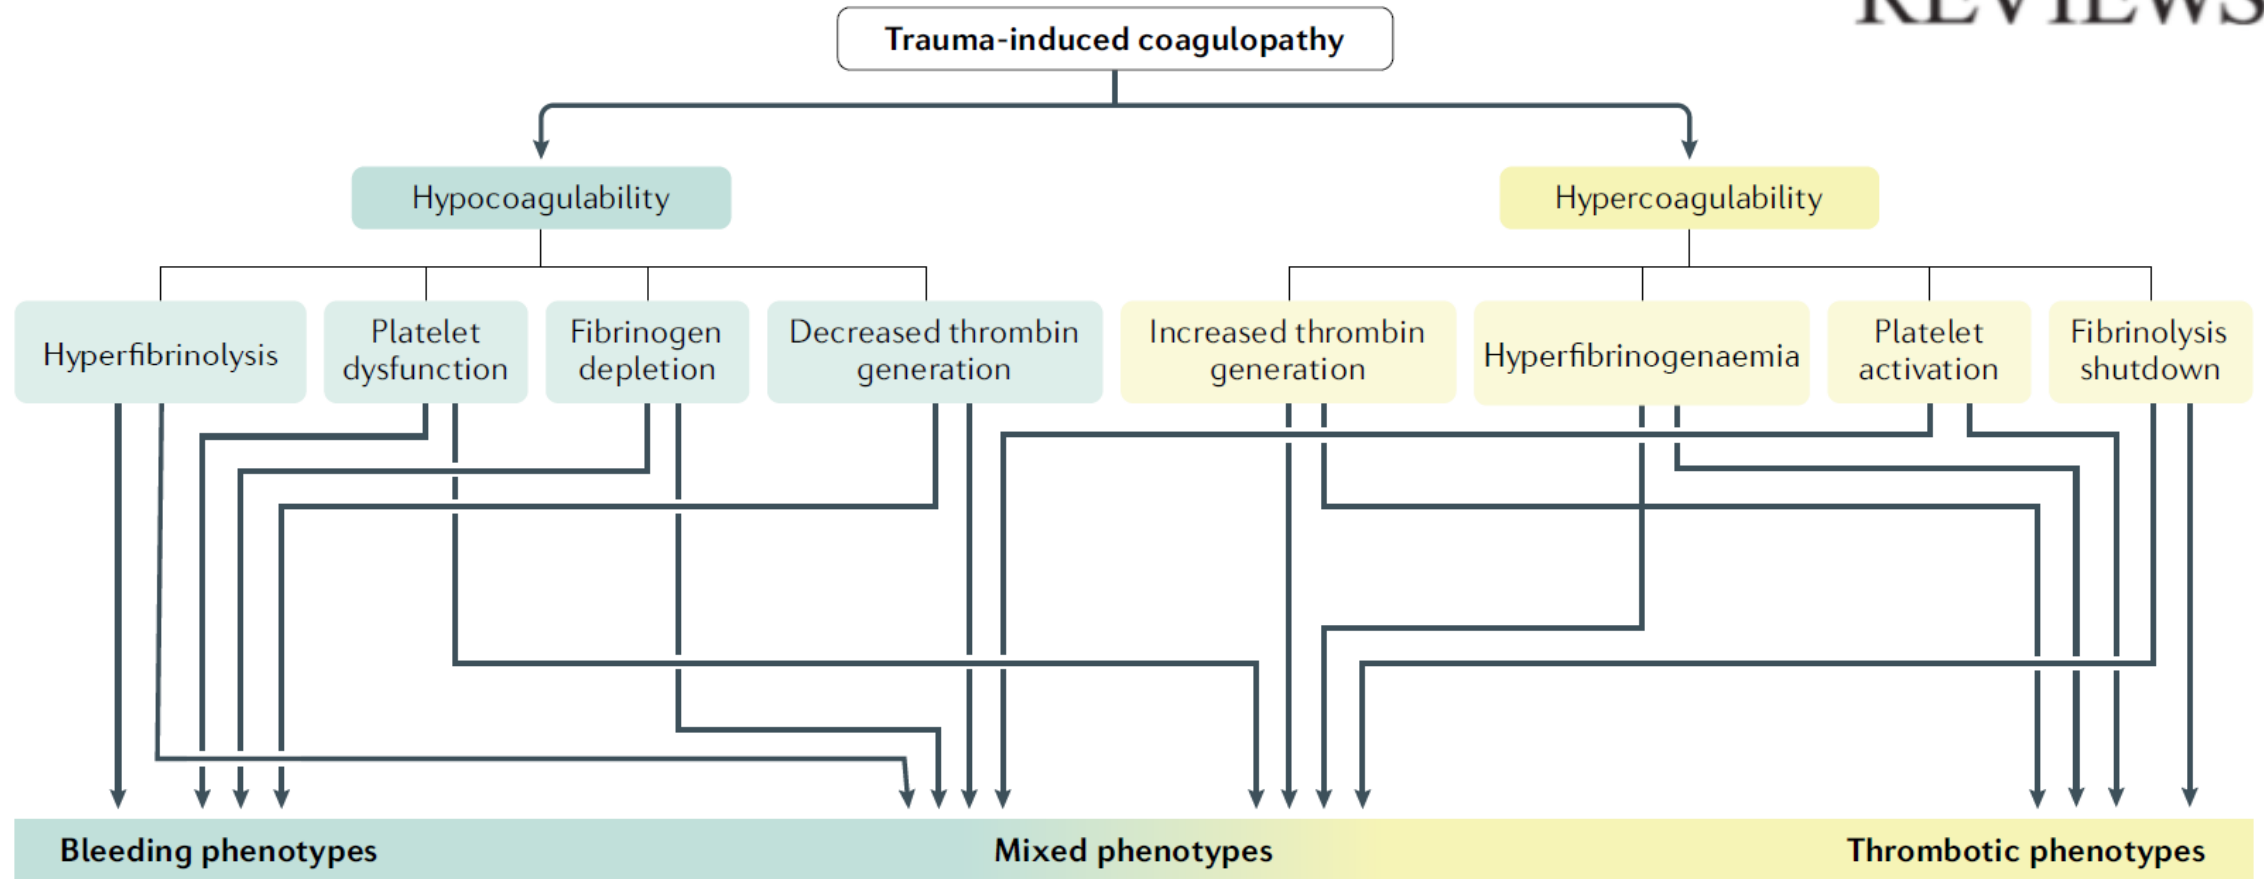 REVIEWS
Trauma-induced coagulopathy
Hypocoagulability
Hypercoagulability
Hyperfibrinolysis
Platelet
dysfunction
Fibrinogen
depletion
Decreased thrombin
generation
Increased thrombin
generation
Hyperfibrinogenaemia
Platelet
activation
Fibrinolysis
shutdown
Bleeding phenotypes
Mixed phenotypes
Thrombotic phenotypes